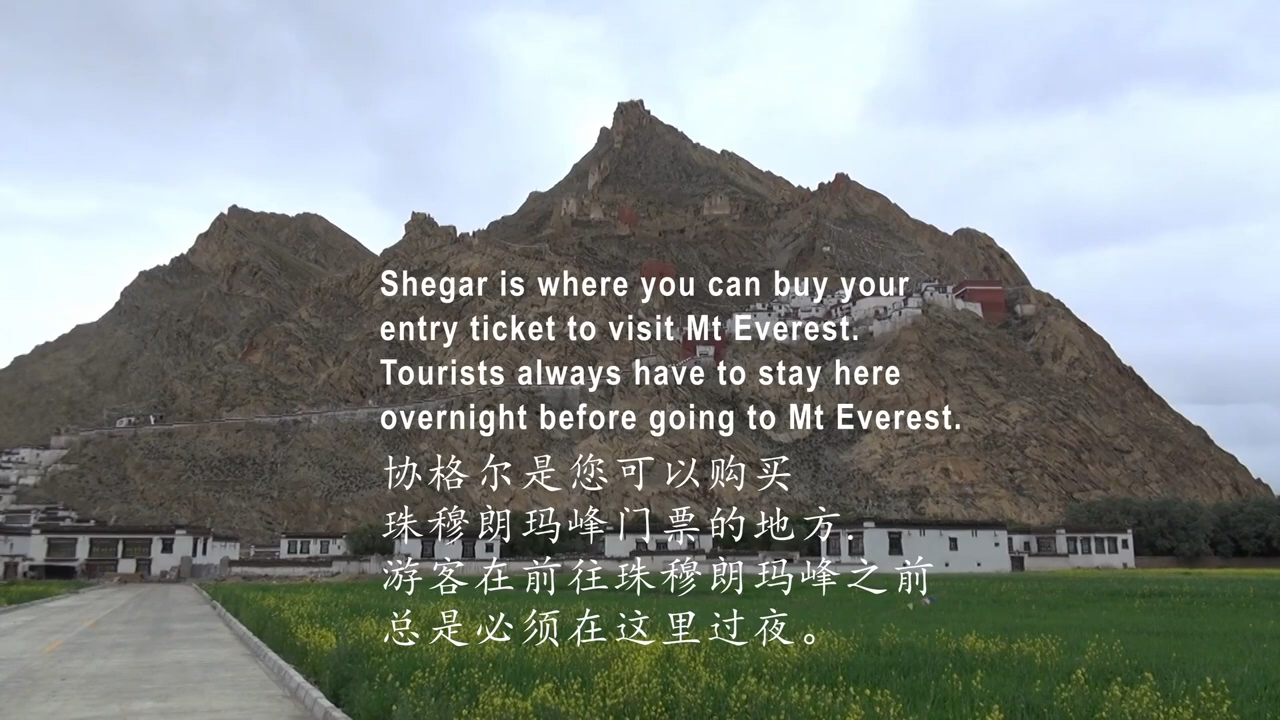 Shegar is where you can buy your
entry ticket to visit Mt Everest.
Tourists always have to stay here
overnight before going to Mt Everest.
协格尔是您可以购买
珠穆朗玛峰门票的地方.
游客在前往珠穆朗玛峰之前
总是必须在这里过夜。